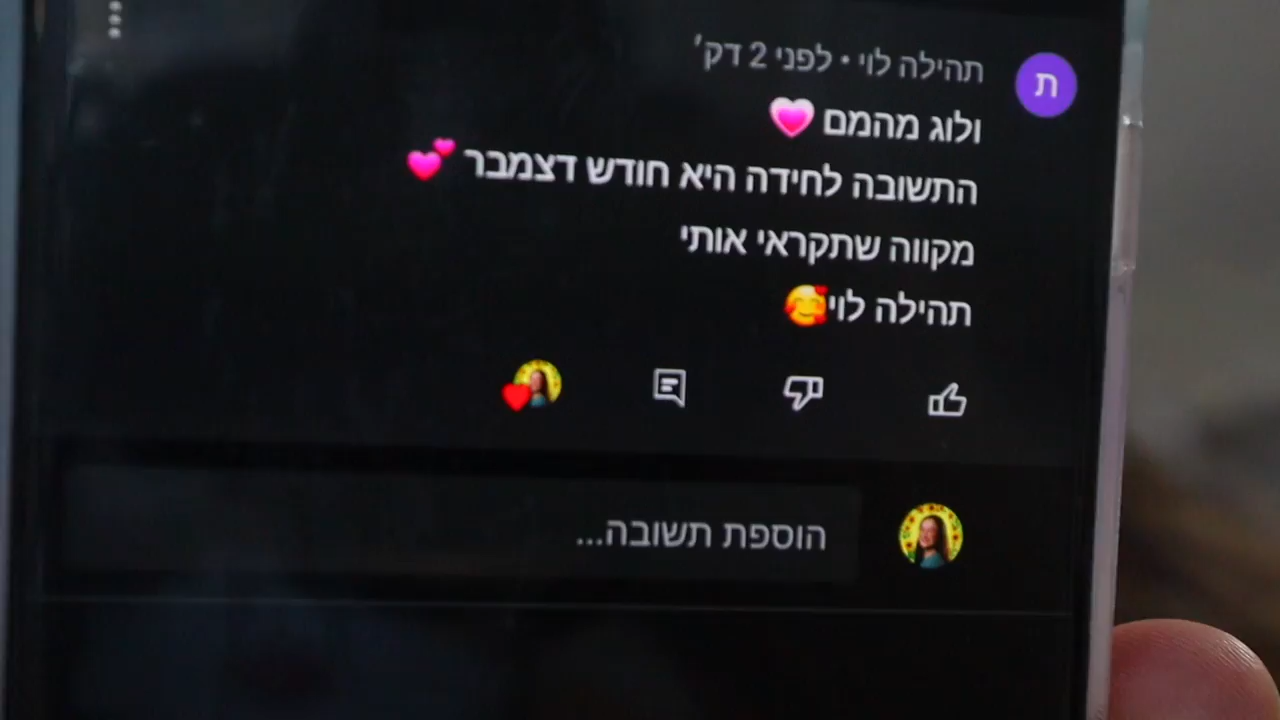 ת
תהילה לוי • לפני 2 דק׳
ולוג מהמם 💗
התשובה לחידה היא חודש דצמבר 💕
מקווה שתקראי אותי
תהילה לוי🥰
הוספת תשובה...